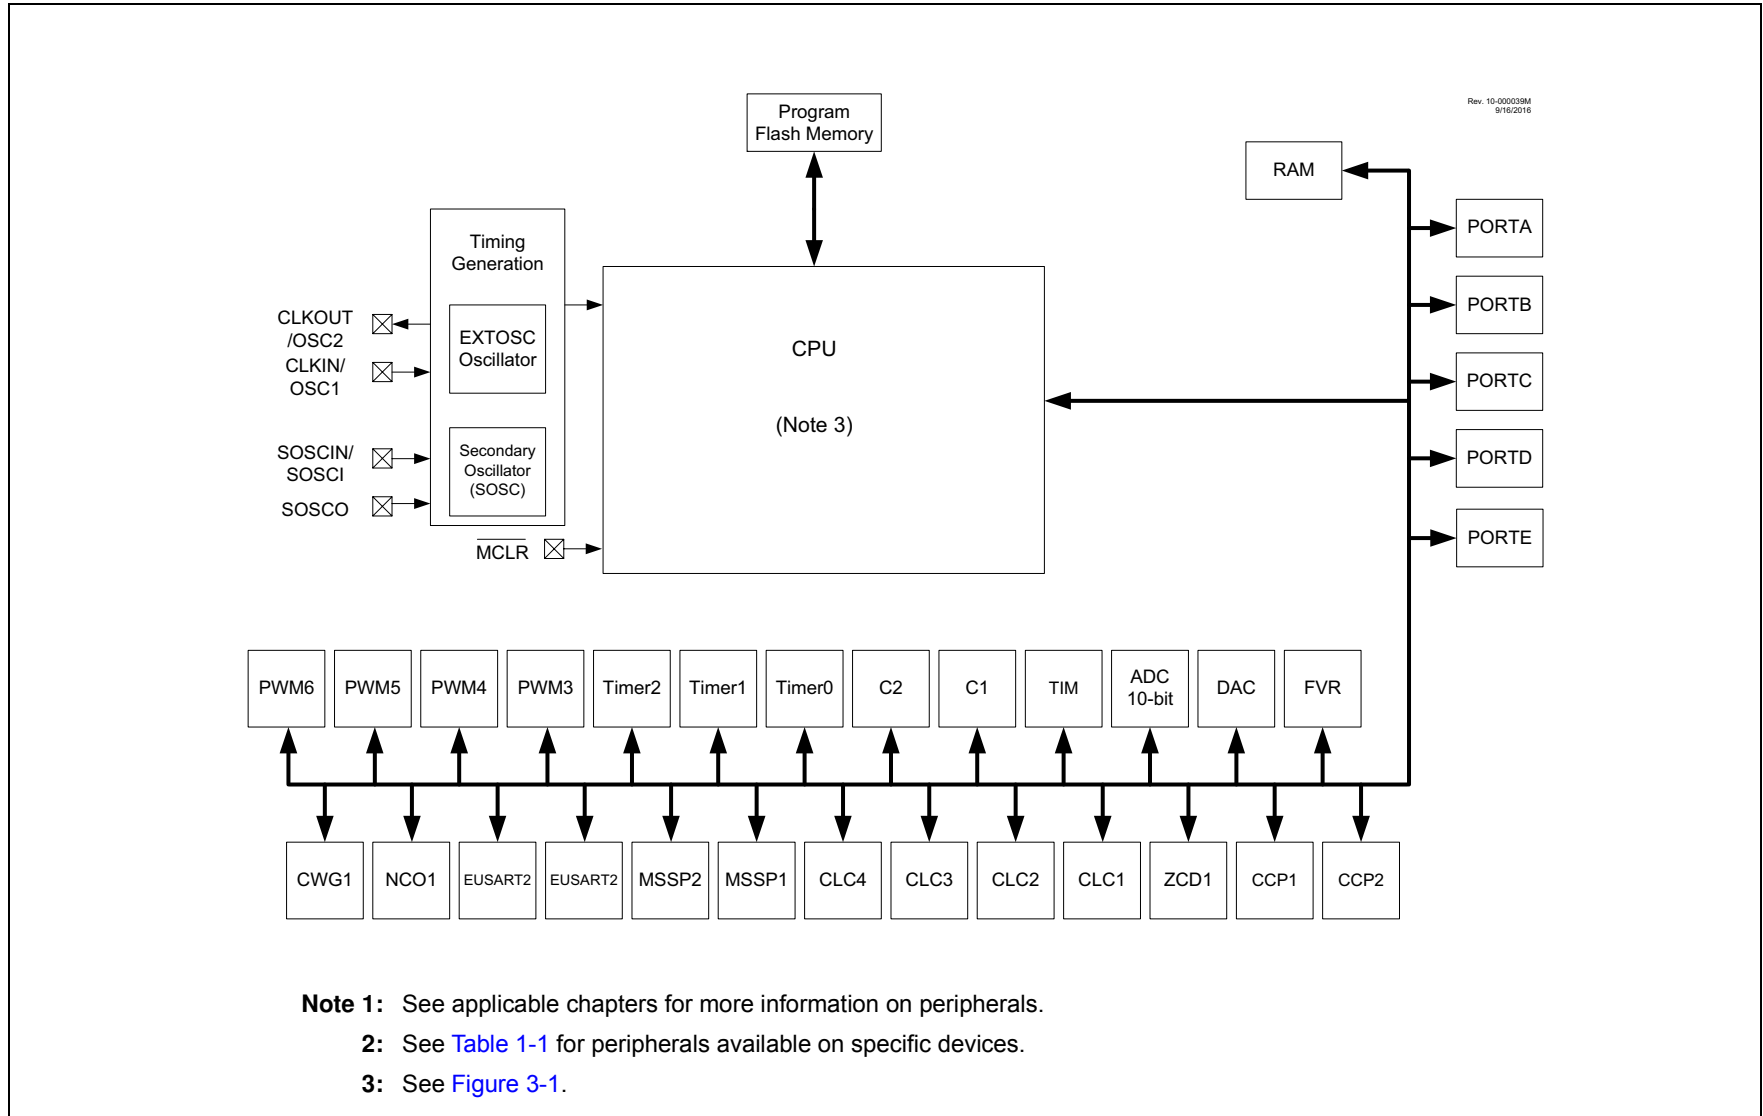 Rev. 10-000039M
9/16/2016
Program
Flash Memory
RAM
PORTA
PORTB
PORTC
PORTD
PORTE
Timing
Generation
EXTOSC
Oscillator
Secondary
Oscillator
(SOSC)
CLKOUT
/OSC2
CLKIN/
OSC1
SOSCIN/
SOSCI
SOSCO
MCLR
CPU
(Note 3)
PWM6
PWM5
PWM4
PWM3
Timer2
Timer1
Timer0
C2
C1
TIM
ADC
10-bit
DAC
FVR
CWG1
NCO1
EUSART2
EUSART2
MSSP2
MSSP1
CLC4
CLC3
CLC2
CLC1
ZCD1
CCP1
CCP2
Note 1: See applicable chapters for more information on peripherals.
2: See Table 1-1 for peripherals available on specific devices.
3: See Figure 3-1.